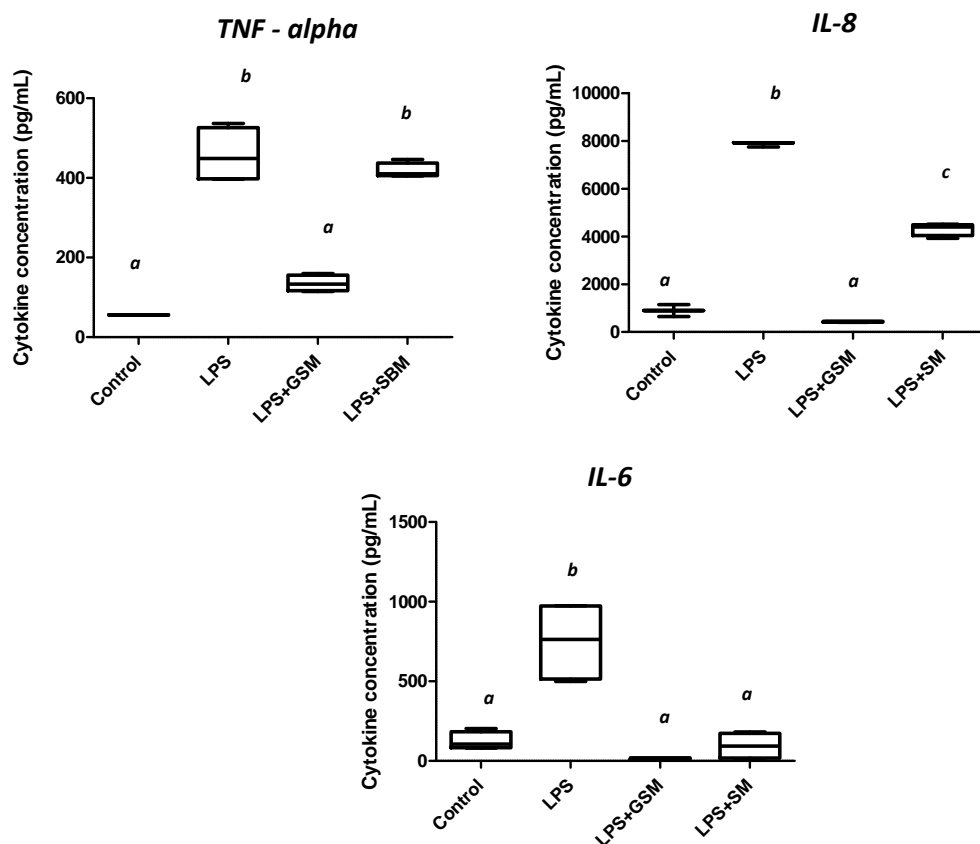 TNF - alpha
Cytokine concentration (pg/mL)
600
400
200
0
a
b
a
b
Control
LPS
LPS+GSM
LPS+SBM
IL-8
Cytokine concentration (pg/mL)
10000
8000
6000
4000
2000
0
a
b
a
c
Control
LPS
LPS+GSM
LPS+SM
IL-6
Cytokine concentration (pg/mL)
1500
1000
500
0
a
b
a
a
Control
LPS
LPS+GSM
LPS+SM